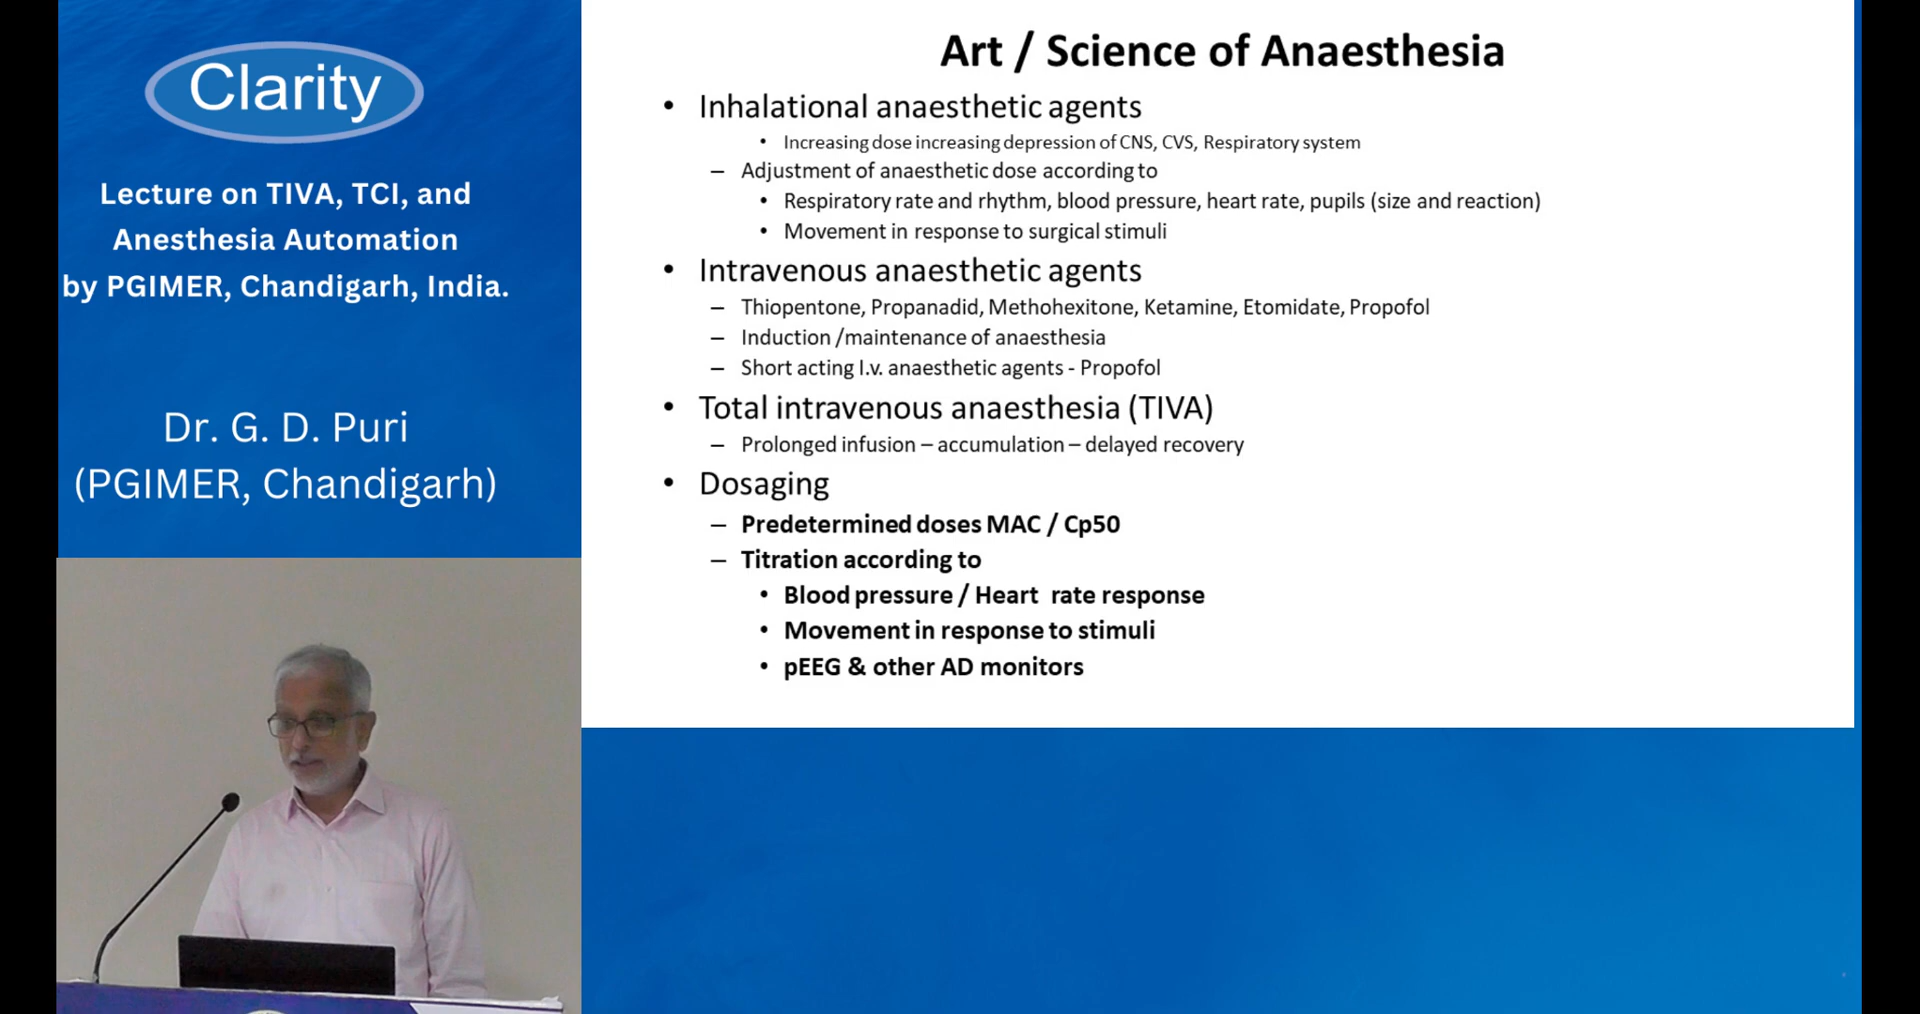 Clarity
Lecture on TIVA, TCI, and
Anesthesia Automation
by PGIMER, Chandigarh, India.
Dr. G. D. Puri
(PGIMER, Chandigarh)
Art / Science of Anaesthesia
• Inhalational anaesthetic agents
• Increasing dose increasing depression of CNS, CVS, Respiratory system
– Adjustment of anaesthetic dose according to
• Respiratory rate and rhythm, blood pressure, heart rate, pupils (size and reaction)
• Movement in response to surgical stimuli
• Intravenous anaesthetic agents
– Thiopentone, Propanadid, Methohexitone, Ketamine, Etomidate, Propofol
– Induction /maintenance of anaesthesia
– Short acting I.v. anaesthetic agents - Propofol
• Total intravenous anaesthesia (TIVA)
– Prolonged infusion – accumulation – delayed recovery
• Dosaging
– Predetermined doses MAC / Cp50
– Titration according to
• Blood pressure / Heart rate response
• Movement in response to stimuli
• pEEG & other AD monitors